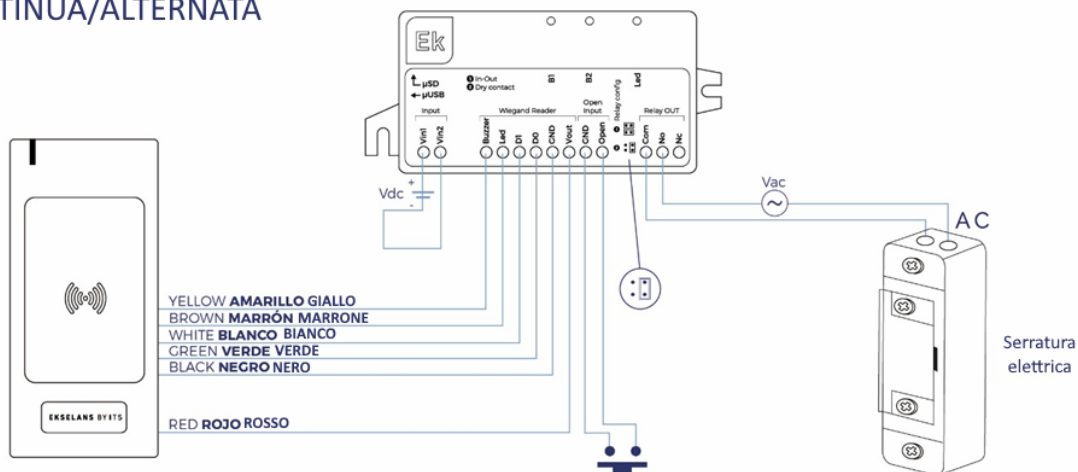 TINUA/ALTERNATA
Ek
µSD
µUSB
In-Out
Dry contact
B1
B2
Led
Input
Wiegand Reader
Open
Input
Relay config
Relay OUT
Vin1
Vin2
Buzzer
Led
D1
D0
GND
Vout
GND
Open
Com
No
Nc
Vdc
+
-
Vac
~
AC
YELLOW AMARILLO GIALLO
BROWN MARRÓN MARRONE
WHITE BLANCO BIANCO
GREEN VERDE VERDE
BLACK NEGRO NERO
RED ROJO ROSSO
EKSELANS BY ITS
Serratura
elettrica